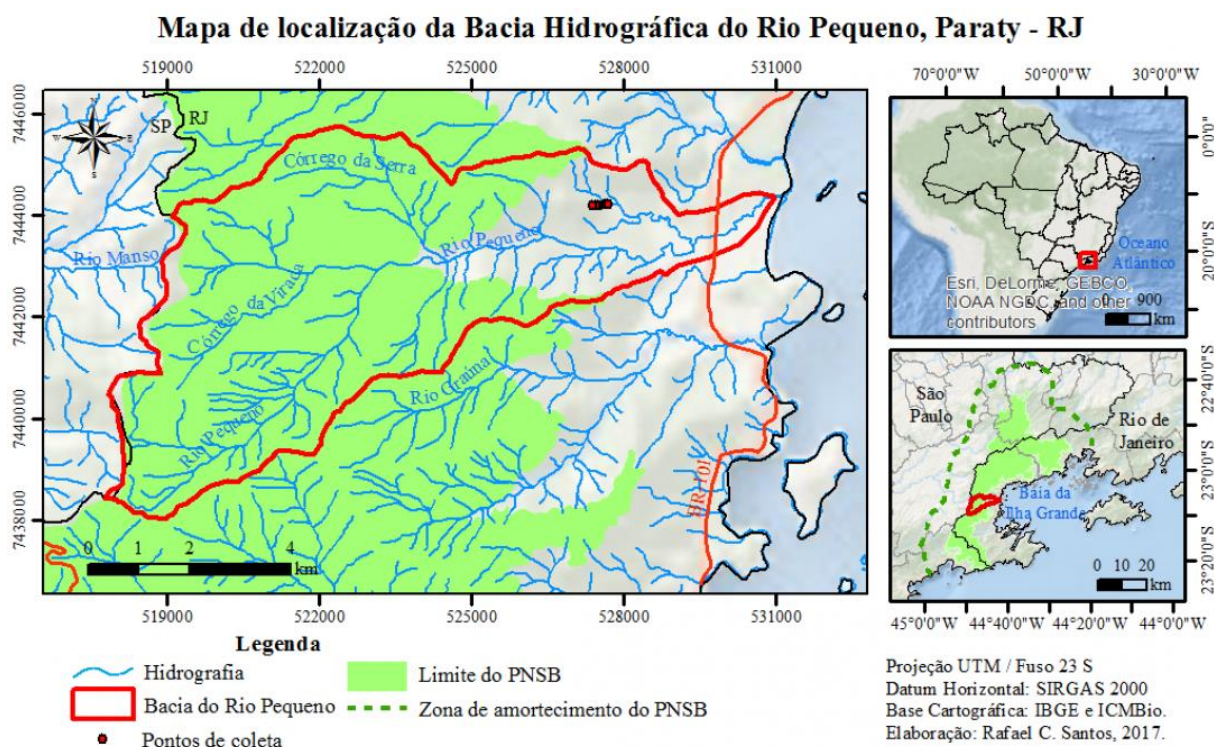 Mapa de localização da Bacia Hidrográfica do Rio Pequeno, Paraty - RJ
519000 522000 525000 528000 531000
7446000
7444000
7442000
7440000
7438000
N
W E
S
SP RJ
Córrego da Serra
Rio Manso
Rio Pequeno
Córrego da Virada
Rio Graúna
Rio Pequeno
BR-101
0 1 2 4
km
519000 522000 525000 528000 531000
70°0'0"W 50°0'0"W 30°0'0"W
0°0'0"
20°0'0"S
Oceano
Atlântico
Esri, DeLorme, GEBCO,
NOAA NGDC, and other
contributors
0 900
km
São
Paulo
Rio de
Janeiro
Baía da
Ilha Grande
0 10 20
km
22°40'0"S
23°0'0"S
23°20'0"S
45°0'0"W 44°40'0"W 44°20'0"W 44°0'0"W
Legenda
Hidrografia
Bacia do Rio Pequeno
Pontos de coleta
Limite do PNSB
Zona de amortecimento do PNSB
Projeção UTM / Fuso 23 S
Datum Horizontal: SIRGAS 2000
Base Cartográfica: IBGE e ICMBio.
Elaboração: Rafael C. Santos, 2017.